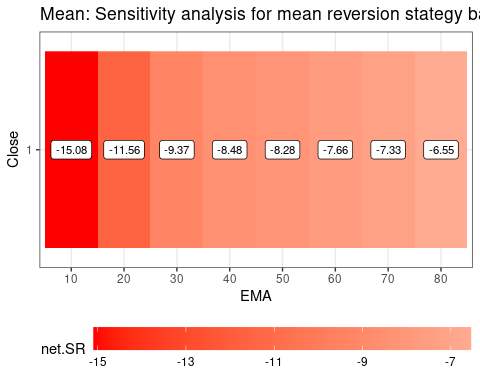 Mean: Sensitivity analysis for mean reversion stategy
Close
1
-15.08 -11.56 -9.37 -8.48 -8.28 -7.66 -7.33 -6.55
10 20 30 40 50 60 70 80
EMA
net.SR
-15 -13 -11 -9 -7